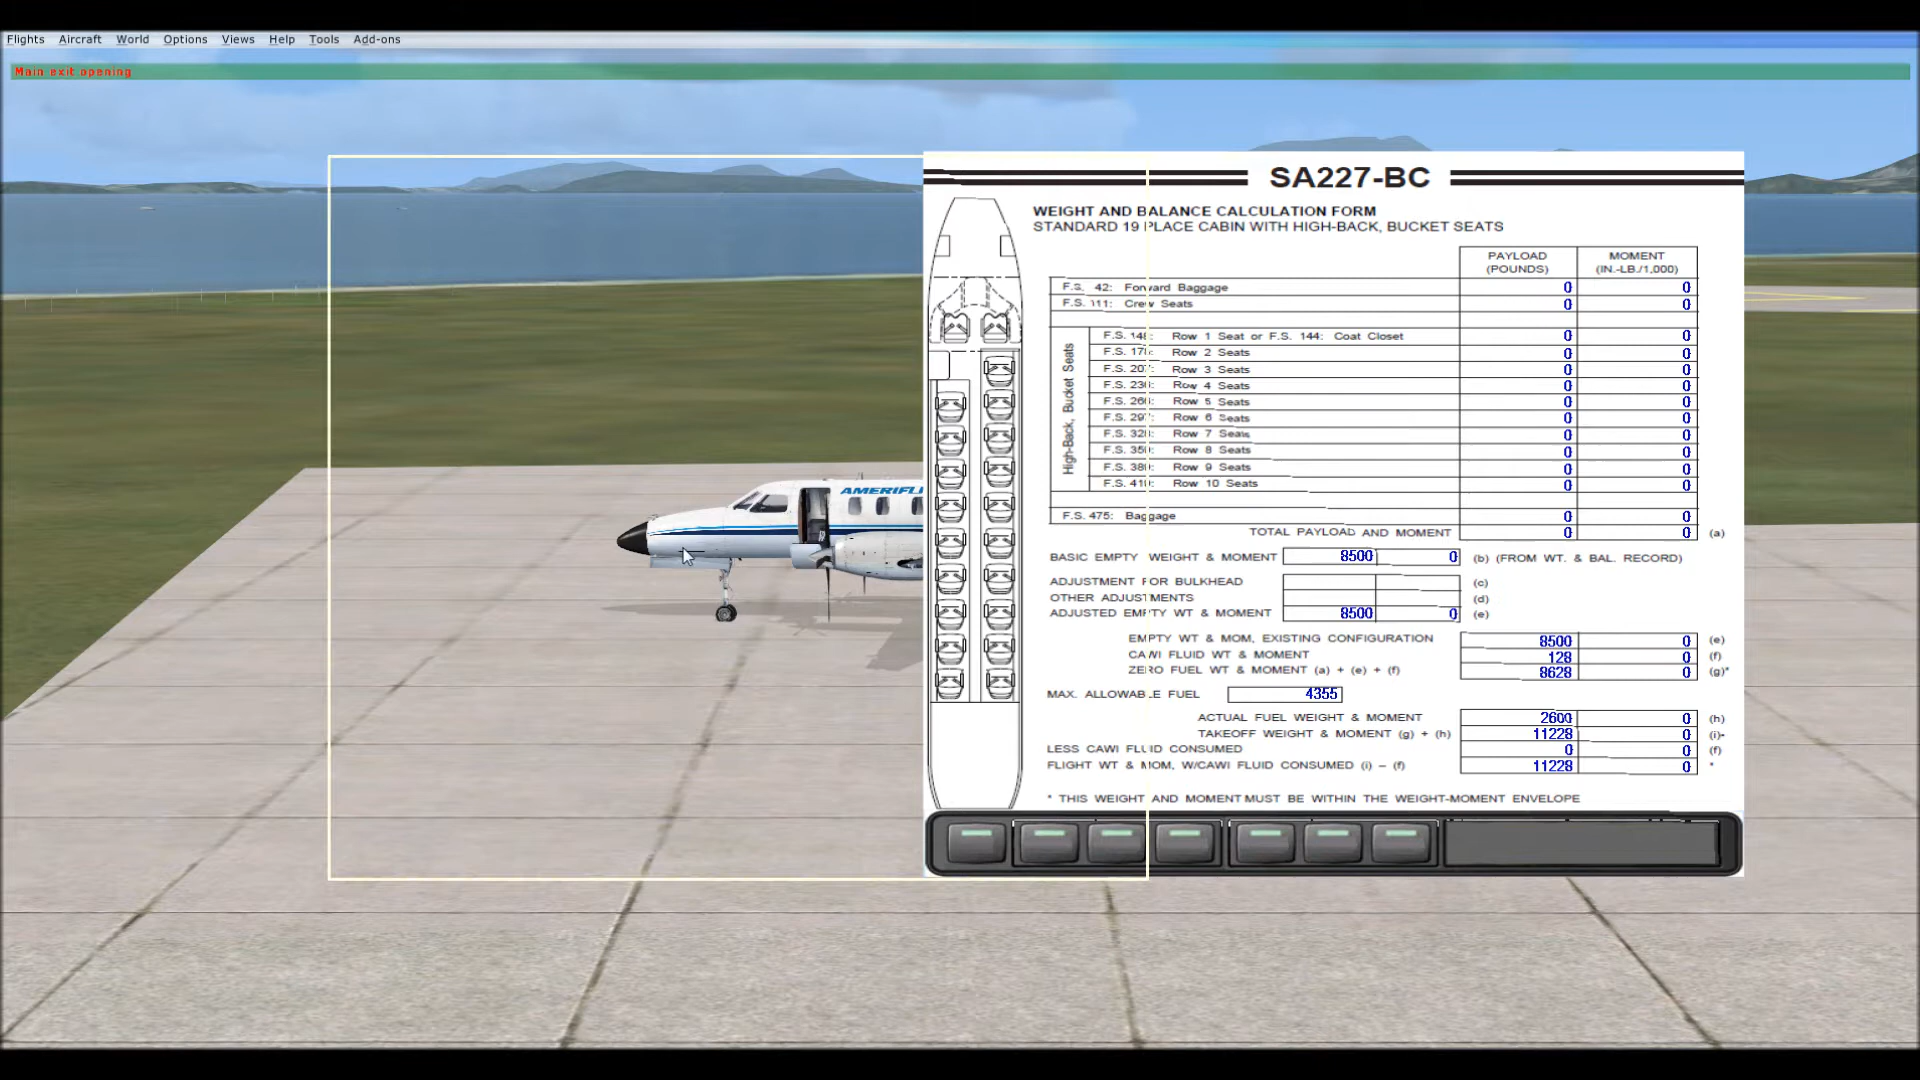 Flights Aircraft World Options Views Help Tools Add-ons
Main exit opening
SA227-BC
WEIGHT AND BALANCE CALCULATION FORM
STANDARD 19 PLACE CABIN WITH HIGH-BACK, BUCKET SEATS
PAYLOAD (POUNDS) MOMENT (IN.-LB./1,000)
F.S. 42: Forward Baggage 0 0
F.S. 111: Crew Seats 0 0
High-Back, Bucket Seats
F.S. Row 1 Seat or F.S. 144: Coat Closet 0 0
F.S. Row 2 Seats 0 0
F.S. Row 3 Seats 0 0
F.S. Row 4 Seats 0 0
F.S. Row 5 Seats 0 0
F.S. Row 6 Seats 0 0
F.S. Row 7 Seats 0 0
F.S. Row 8 Seats 0 0
F.S. Row 9 Seats 0 0
F.S. Row 10 Seats 0 0
F.S. 475: Baggage 0 0
TOTAL PAYLOAD AND MOMENT 0 0 (a)
BASIC EMPTY WEIGHT & MOMENT 8500 0 (b) (FROM WT. & BAL. RECORD)
ADJUSTMENT FOR BULKHEAD (c)
OTHER ADJUSTMENTS (d)
ADJUSTED EMPTY WT & MOMENT 8500 0 (e)
EMPTY WT & MOM, EXISTING CONFIGURATION 8500 0 (e)
CAWI FLUID WT & MOMENT 128 0 (f)
ZERO FUEL WT & MOMENT (a) + (e) + (f) 8628 0 (g)*
MAX. ALLOWABLE FUEL 4355
ACTUAL FUEL WEIGHT & MOMENT 2600 0 (h)
TAKEOFF WEIGHT & MOMENT (g) + (h) 11228 0 (i)*
LESS CAWI FLUID CONSUMED 0 0 (f)
FLIGHT WT & MOM, W/CAWI FLUID CONSUMED (i) – (f) 11228 0 *
* THIS WEIGHT AND MOMENT MUST BE WITHIN THE WEIGHT-MOMENT ENVELOPE